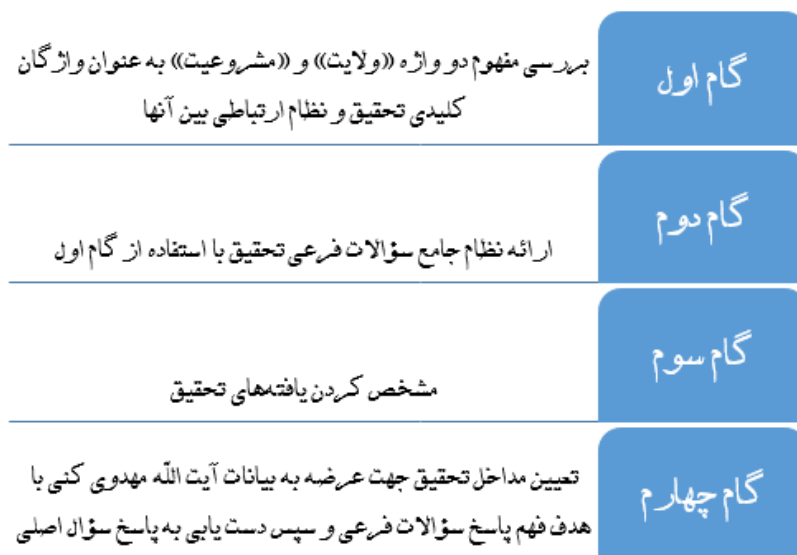 گام اول
بررسی مفهوم دو واژه «ولایت» و «مشروعیت» به عنوان واژگان
کلیدی تحقیق و نظام ارتباطی بین آنها
گام دوم
ارائه نظام جامع سؤالات فرعی تحقیق با استفاده از گام اول
گام سوم
مشخص کردن یافته‌های تحقیق
گام چهارم
تعیین مداخل تحقیق جهت عرضه به بیانات آیت اللّه مهدوی کنی با
هدف فهم پاسخ سؤالات فرعی و سپس دست یابی به پاسخ سؤال اصلی